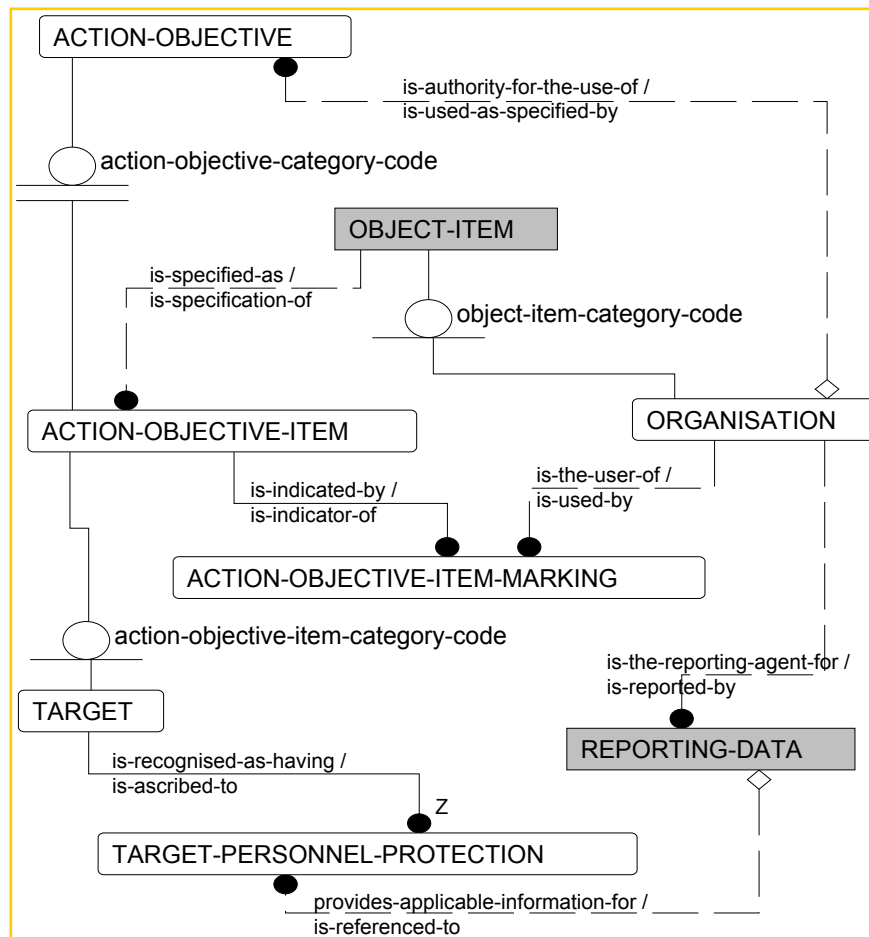 ACTION-OBJECTIVE
is-authority-for-the-use-of /
is-used-as-specified-by
action-objective-category-code
OBJECT-ITEM
is-specified-as /
is-specification-of
object-item-category-code
ACTION-OBJECTIVE-ITEM
ORGANISATION
is-indicated-by /
is-indicator-of
is-the-user-of /
is-used-by
ACTION-OBJECTIVE-ITEM-MARKING
action-objective-item-category-code
is-the-reporting-agent-for /
is-reported-by
TARGET
REPORTING-DATA
is-recognised-as-having /
is-ascribed-to
Z
TARGET-PERSONNEL-PROTECTION
provides-applicable-information-for /
is-referenced-to